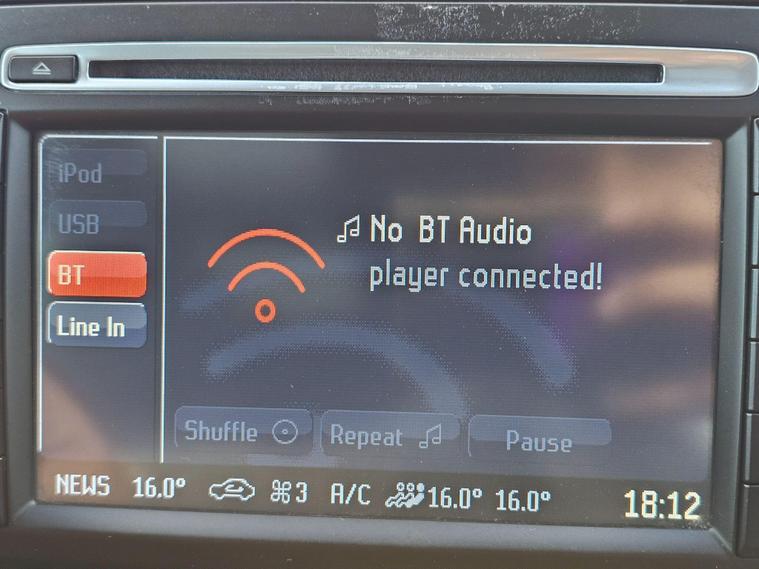 iPod
USB
BT
Line In
No BT Audio
player connected!
Shuffle
Repeat
Pause
NEWS 16.0° 3 A/C 16.0° 16.0° 18:12